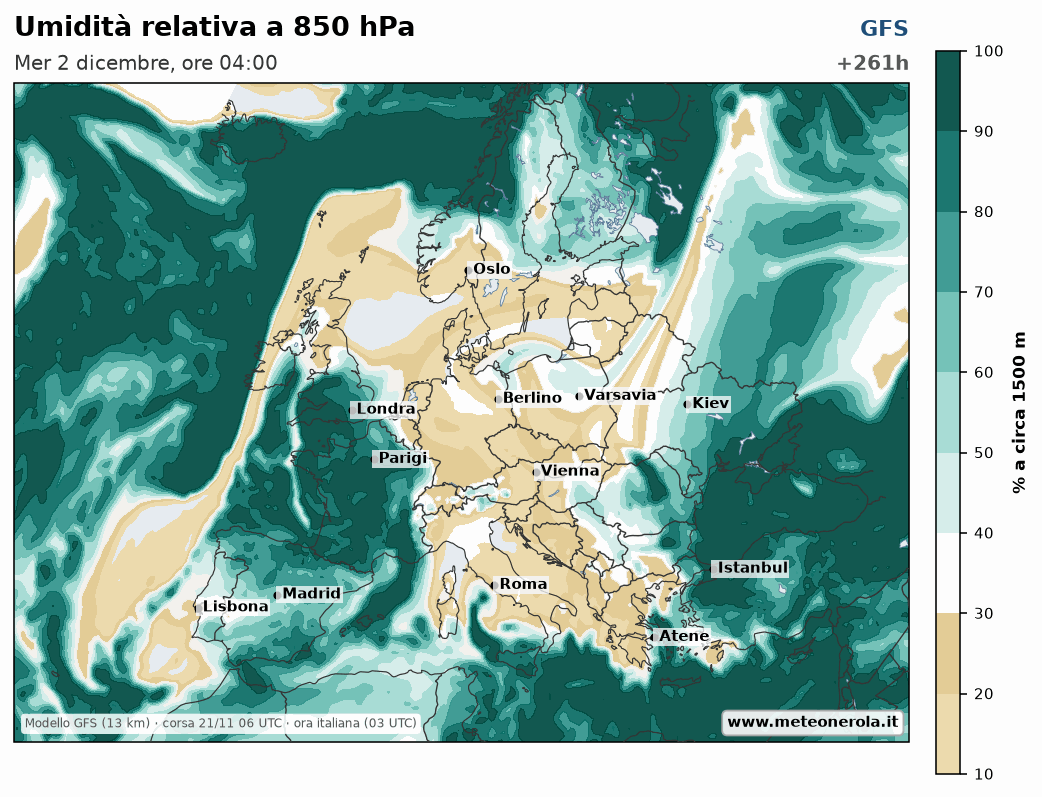 Umidità relativa a 850 hPa
GFS
Mer 2 dicembre, ore 04:00
+261h
100
90
80
70
60
50
40
30
20
10
% a circa 1500 m
Oslo
Berlino
Varsavia
Kiev
Londra
Parigi
Vienna
Istanbul
Roma
Madrid
Lisbona
Atene
Modello GFS (13 km) · corsa 21/11 06 UTC · ora italiana (03 UTC)
www.meteonerola.it